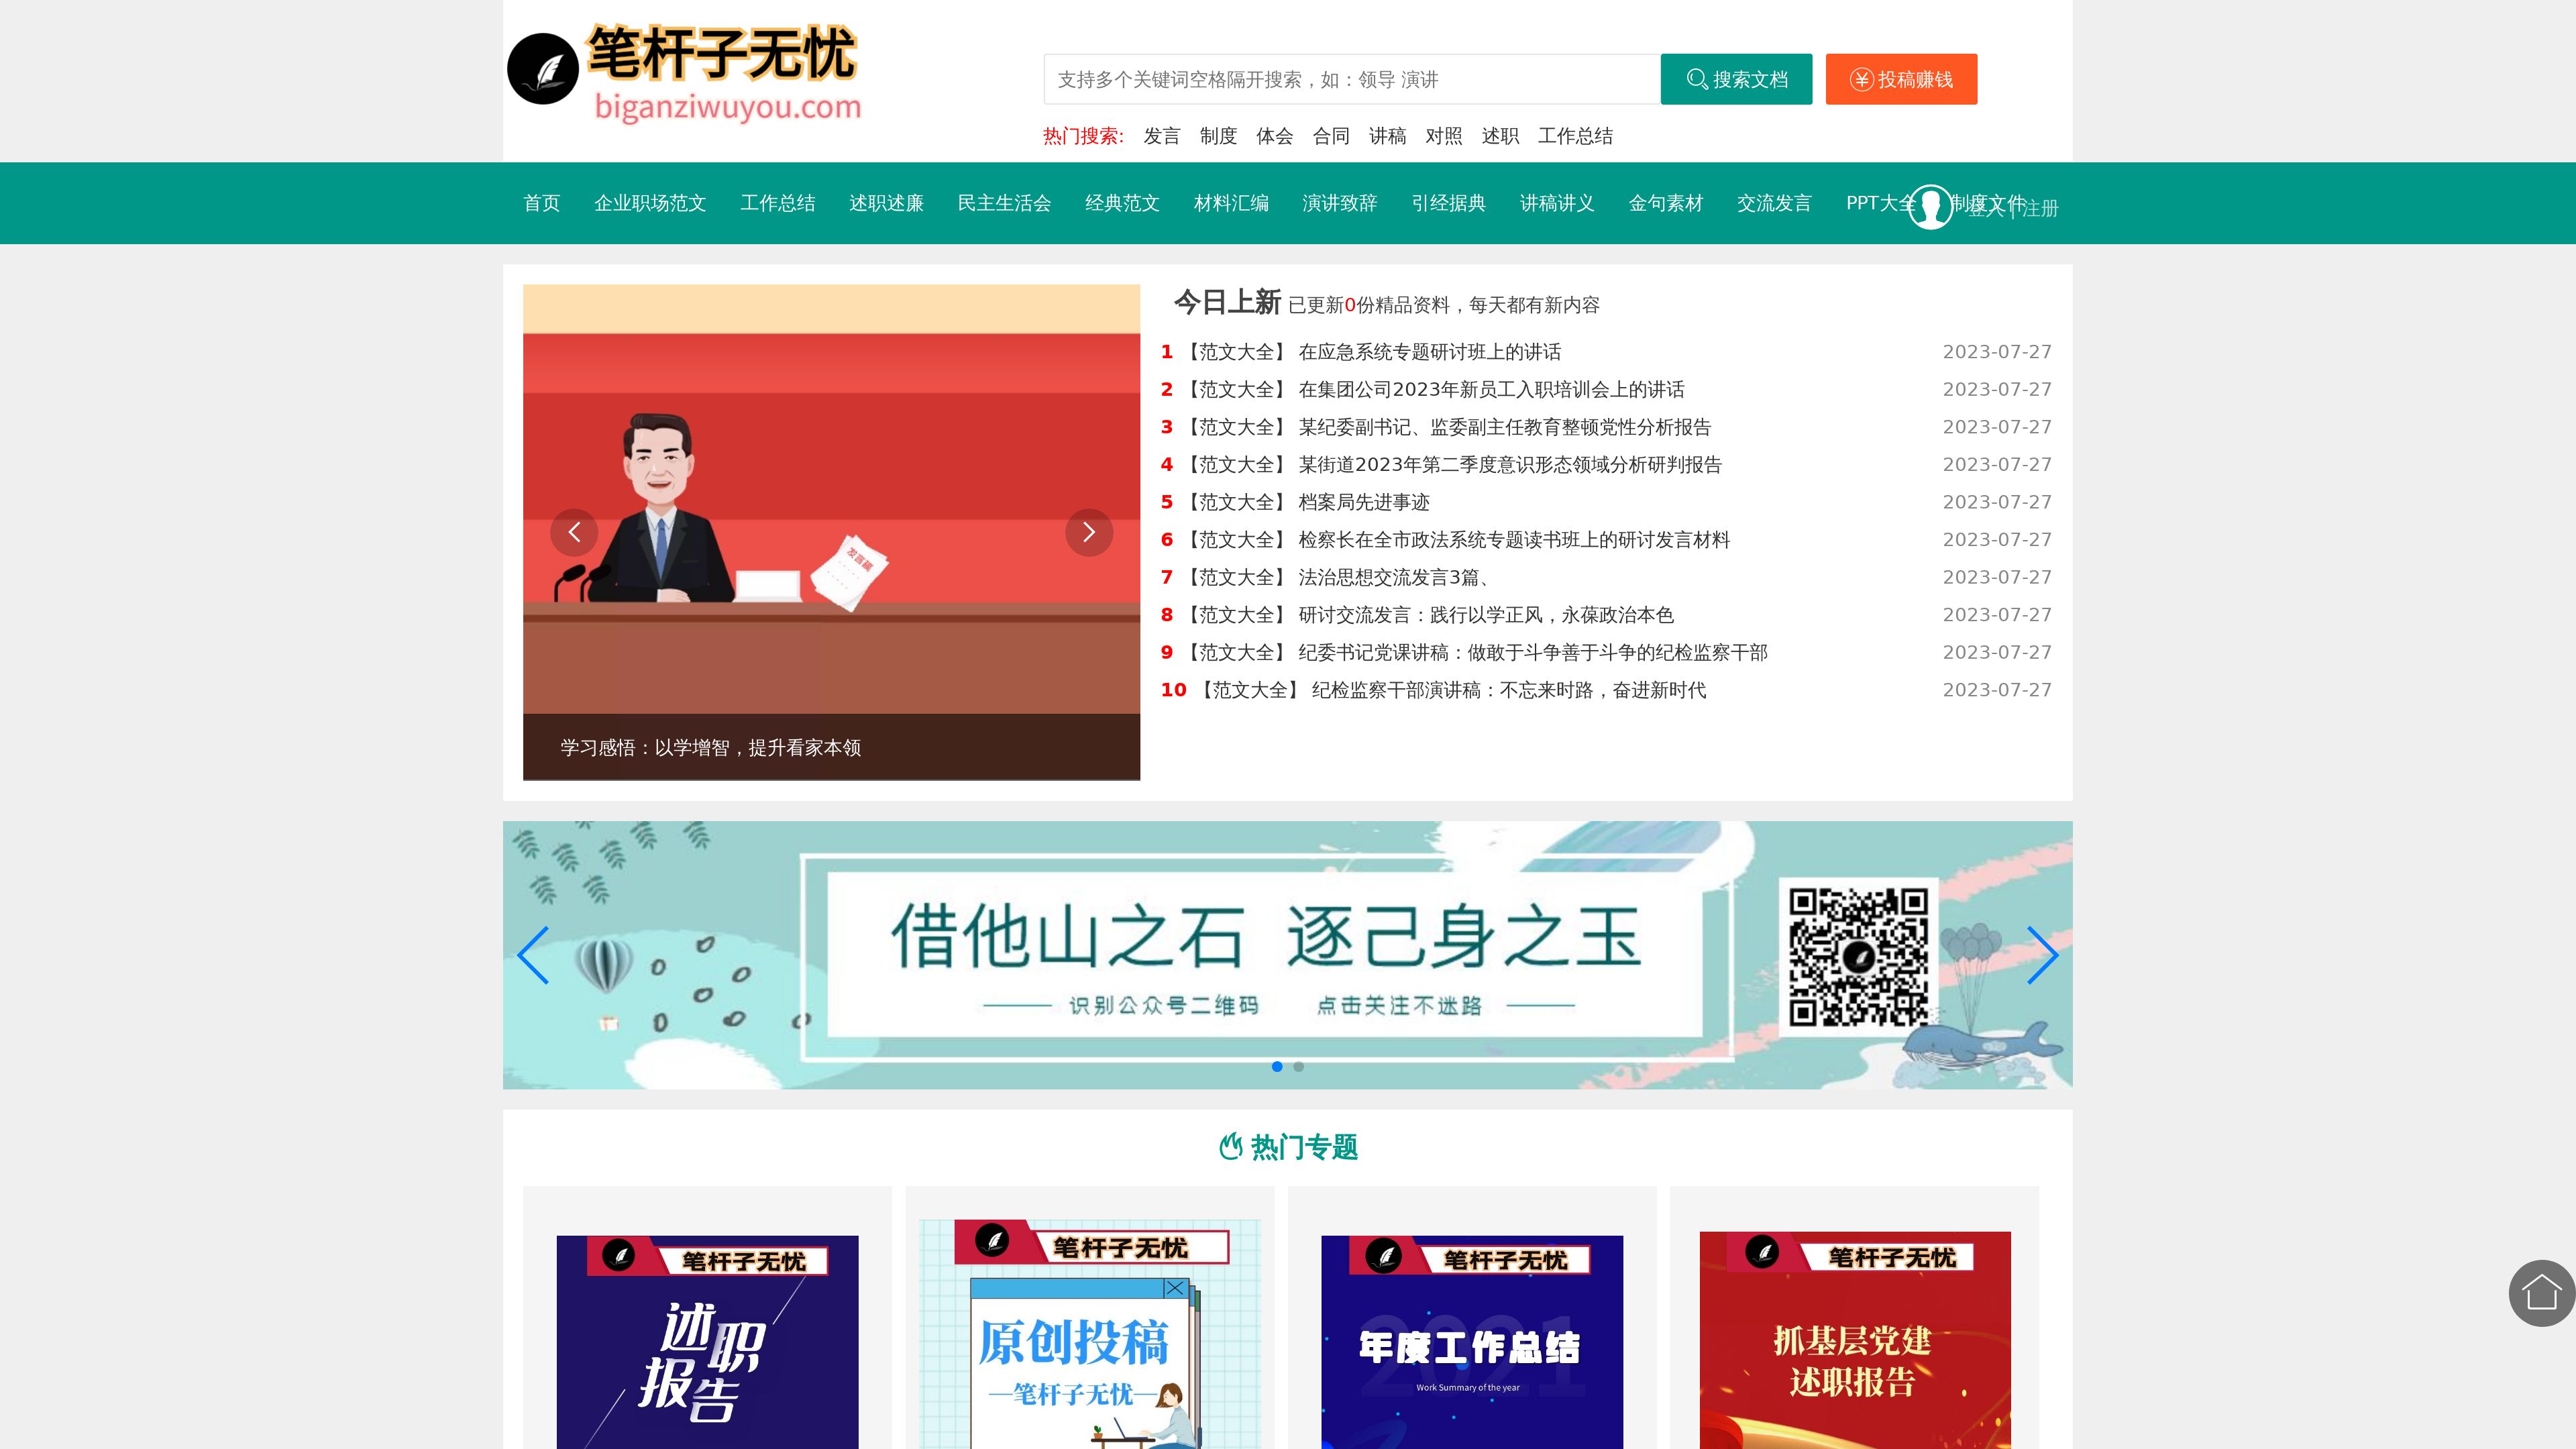 笔杆子无忧
biganziwuyou.com
支持多个关键词空格隔开搜索，如：领导 演讲
搜索文档
投稿赚钱
热门搜索: 发言 制度 体会 合同 讲稿 对照 述职 工作总结
首页 企业职场范文 工作总结 述职述廉 民主生活会 经典范文 材料汇编 演讲致辞 引经据典 讲稿讲义 金句素材 交流发言 PPT大全 制度文件
登入 | 注册
今日上新 已更新0份精品资料，每天都有新内容
1 【范文大全】 在应急系统专题研讨班上的讲话 2023-07-27
2 【范文大全】 在集团公司2023年新员工入职培训会上的讲话 2023-07-27
3 【范文大全】 某纪委副书记、监委副主任教育整顿党性分析报告 2023-07-27
4 【范文大全】 某街道2023年第二季度意识形态领域分析研判报告 2023-07-27
5 【范文大全】 档案局先进事迹 2023-07-27
6 【范文大全】 检察长在全市政法系统专题读书班上的研讨发言材料 2023-07-27
7 【范文大全】 法治思想交流发言3篇、 2023-07-27
8 【范文大全】 研讨交流发言：践行以学正风，永葆政治本色 2023-07-27
9 【范文大全】 纪委书记党课讲稿：做敢于斗争善于斗争的纪检监察干部 2023-07-27
10 【范文大全】 纪检监察干部演讲稿：不忘来时路，奋进新时代 2023-07-27
发言稿
学习感悟：以学增智，提升看家本领
借他山之石 逐己身之玉
识别公众号二维码 点击关注不迷路
热门专题
笔杆子无忧
述职
报告
笔杆子无忧
原创投稿
—笔杆子无忧—
笔杆子无忧
2021
年度工作总结
Work Summary of the year
笔杆子无忧
抓基层党建
述职报告